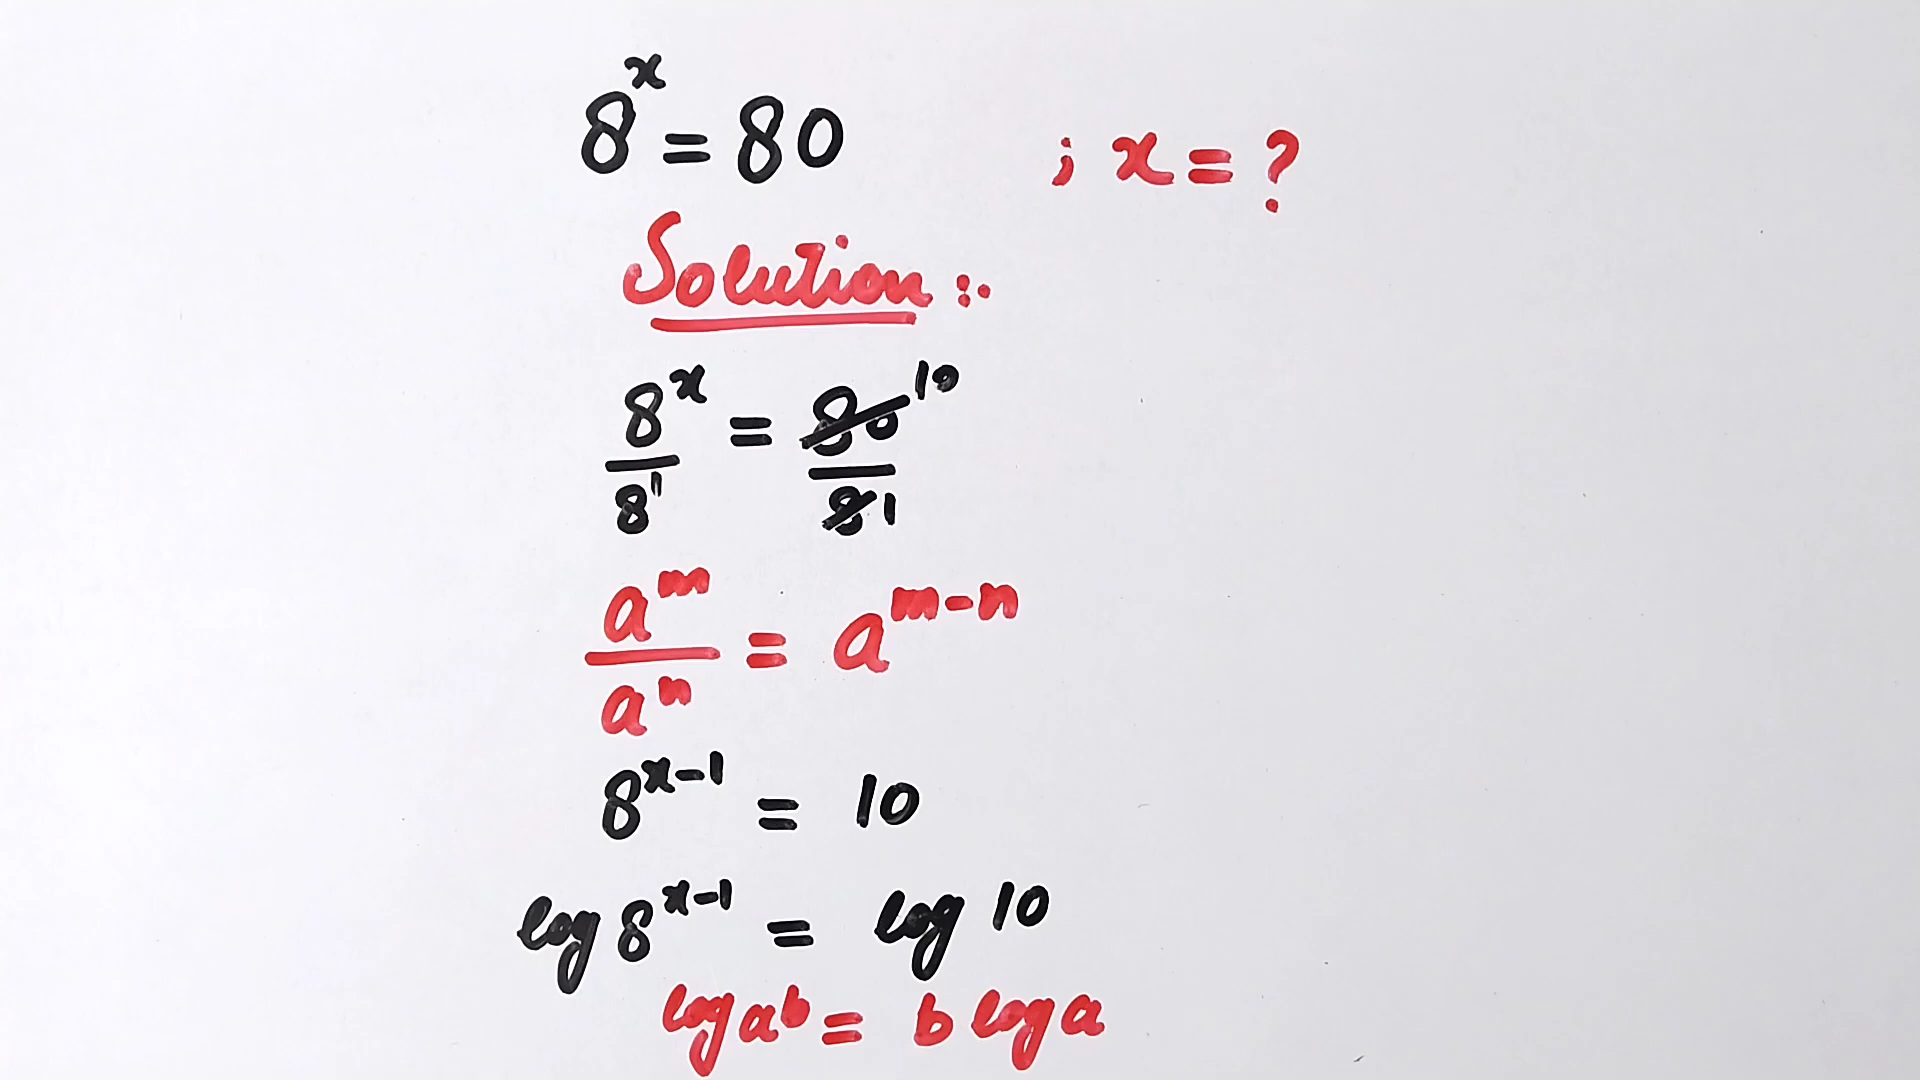 8^x = 80 ; x = ?
Solution :-
8^x/8^1 = 80/8 10 1
a^m/a^n = a^(m-n)
8^(x-1) = 10
log 8^(x-1) = log 10
log a^b = b log a